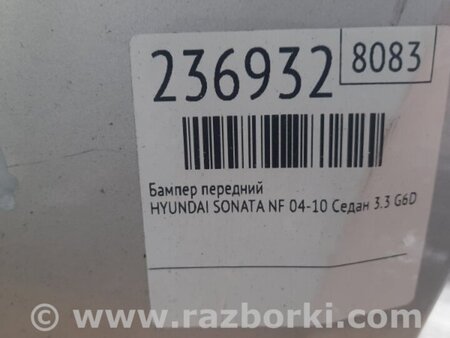 236932
8083
Бампер передний
HYUNDAI SONATA NF 04-10 Седан 3.3 G6D
© www.razborki.com